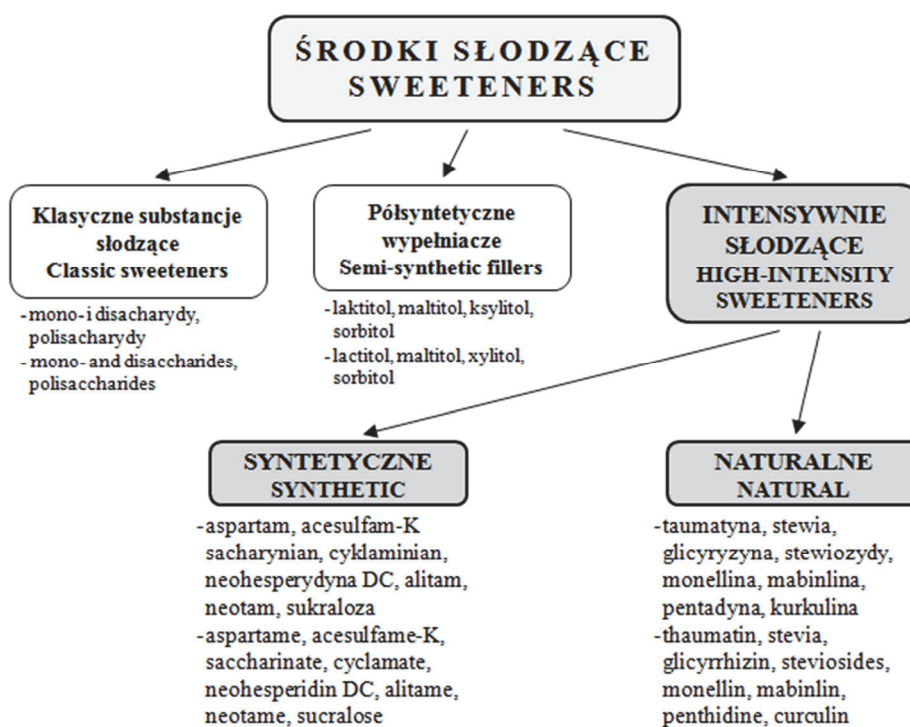 ŚRODKI SŁODZĄCE
SWEETENERS
Klasyczne substancje
słodzące
Classic sweeteners
-mono-i disacharydy,
polisacharydy
-mono- and disaccharides,
polisaccharides
Półsyntetyczne
wypełniacze
Semi-synthetic fillers
-laktitol, maltitol, ksylitol,
sorbitol
-lactitol, maltitol, xylitol,
sorbitol
INTENSYWNIE
SŁODZĄCE
HIGH-INTENSITY
SWEETENERS
SYNTETYCZNE
SYNTHETIC
-aspartam, acesulfam-K
sacharynian, cyklaminian,
neohesperydyna DC, alitam,
neotam, sukraloza
-aspartame, acesulfame-K,
saccharinate, cyclamate,
neohesperidin DC, alitame,
neotame, sucralose
NATURALNE
NATURAL
-taumatyna, stewia,
glicyryzyna, stewiozydy,
monellina, mabinlina,
pentadyna, kurkulina
-thaumatin, stevia,
glicyrrhizin, steviosides,
monellin, mabinlin,
penthidine, curculin